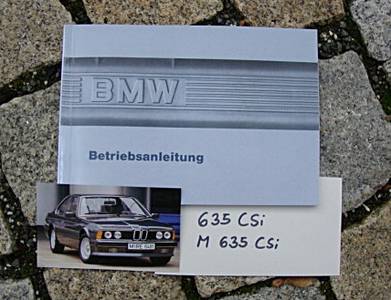 BMW
Betriebsanleitung
635 CSi
M 635 CSi